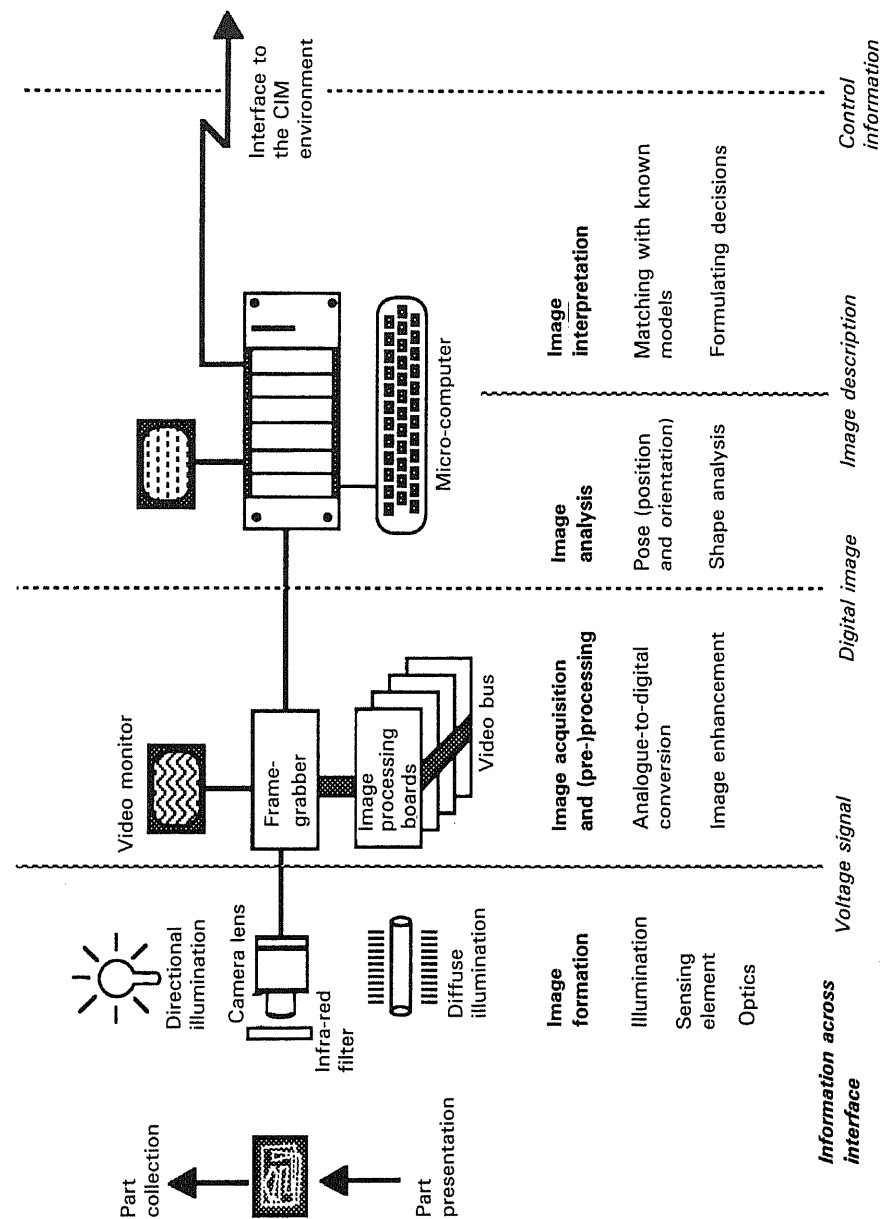 Part
collection
Part
presentation
Directional
illumination
Camera lens
Infra-red
filter
Diffuse
illumination
Video monitor
Frame-
grabber
Image
processing
boards
Video bus
Micro-computer
Interface to
the CIM
environment
Image
formation
Illumination
Sensing
element
Optics
Image acquisition
and (pre-)processing
Analogue-to-digital
conversion
Image enhancement
Image
analysis
Pose (position
and orientation)
Shape analysis
Image
interpretation
Matching with known
models
Formulating decisions
Information across
interface
Voltage signal
Digital image
Image description
Control
information